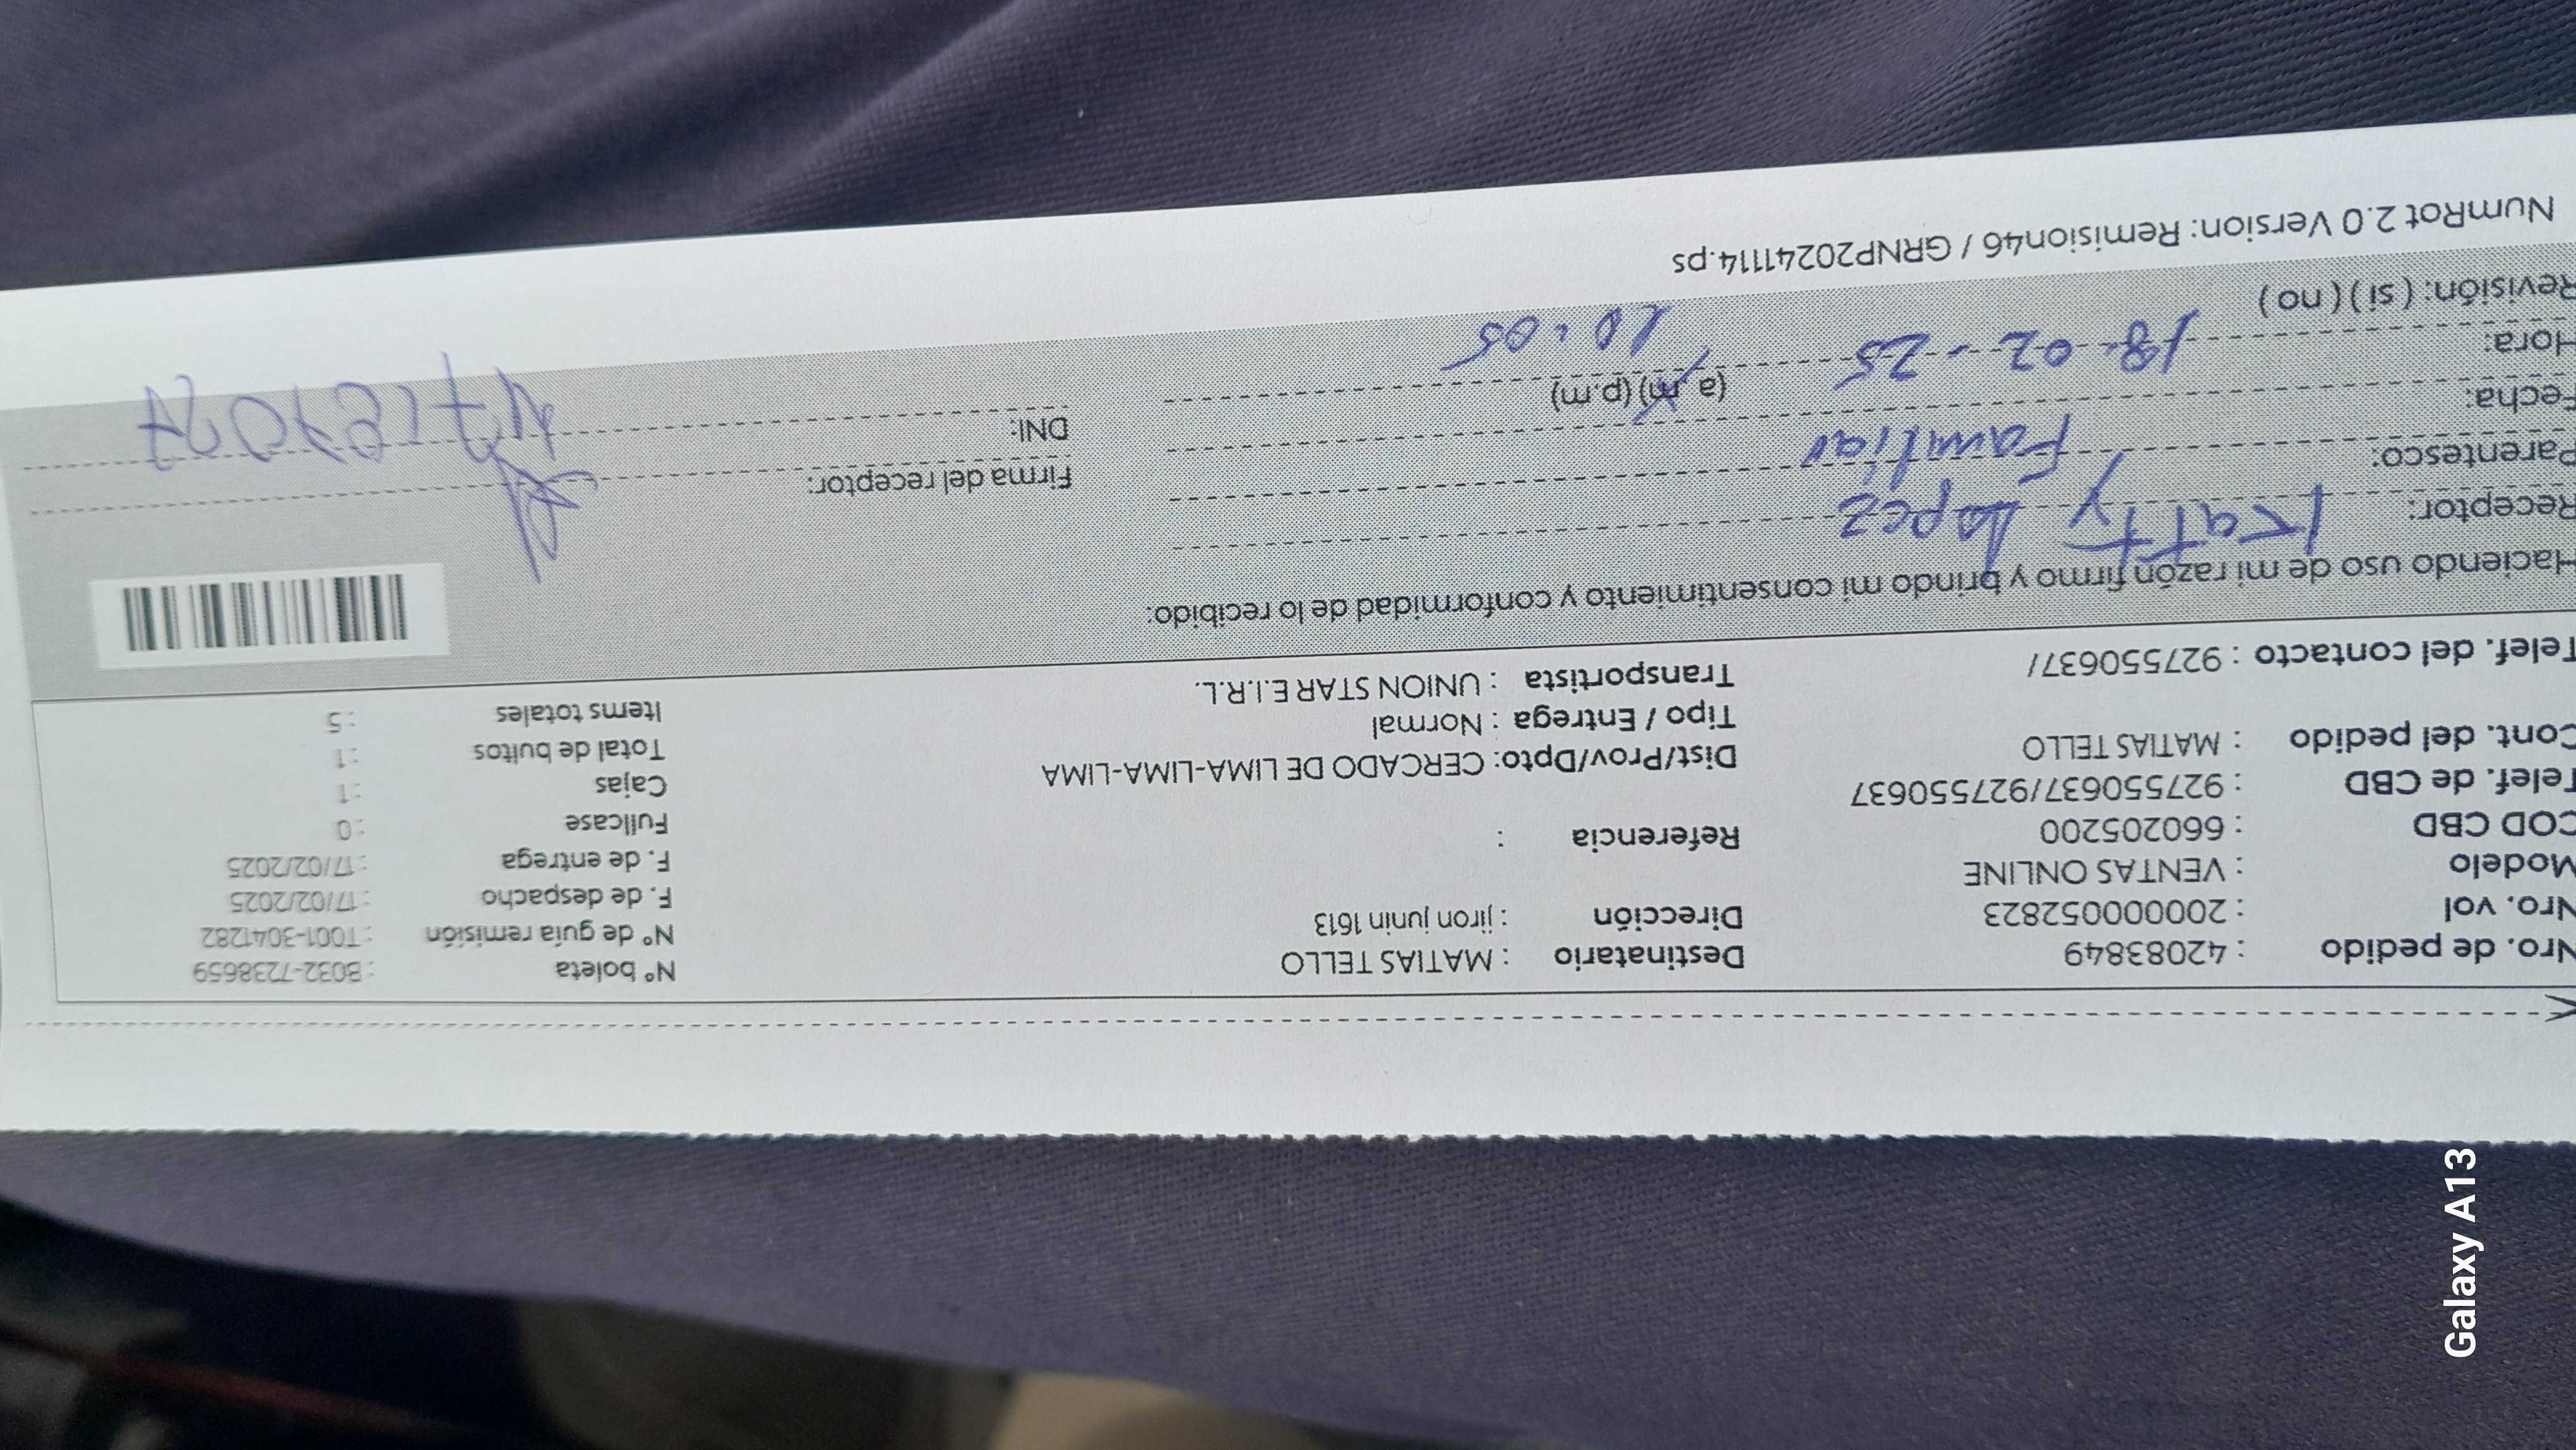 Nro. de pedido : 42083849
Nro. vol : 200000052823
Modelo : VENTAS ONLINE
COD CBD : 660205200
Telef. de CBD : 927550637/927550637
Cont. del pedido : MATIAS TELLO
Telef. del contacto : 927550637/
Destinatario : MATIAS TELLO
Dirección : jiron junin 1613
Referencia :
Dist/Prov/Dpto: CERCADO DE LIMA-LIMA-LIMA
Tipo / Entrega : Normal
Transportista : UNION STAR E.I.R.L.
N° boleta : B032-7238659
N° de guía remisión : T001-3041282
F. de despacho : 17/02/2025
F. de entrega : 17/02/2025
Fullcase : 0
Cajas : 1
Total de bultos : 1
Items totales : 5
Haciendo uso de mi razón firmo y brindo mi consentimiento y conformidad de lo recibido:
Receptor: Katty Lopez
Parentesco: Familiar
Fecha: 18-02-25
Hora: (a.m) (p.m) 10:05
Revisión: (si) (no)
Firma del receptor:
DNI:
NumRot 2.0 Version: Remision46 / GRNP20241114.ps
Galaxy A13